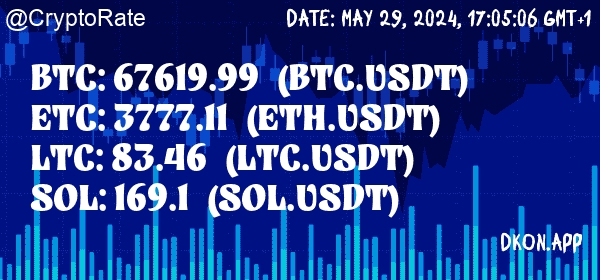 @CryptoRate
DATE: MAY 29, 2024, 17:05:06 GMT+1
BTC: 67619.99 (BTC.USDT)
ETC: 3777.11 (ETH.USDT)
LTC: 83.46 (LTC.USDT)
SOL: 169.1 (SOL.USDT)
DKON.APP